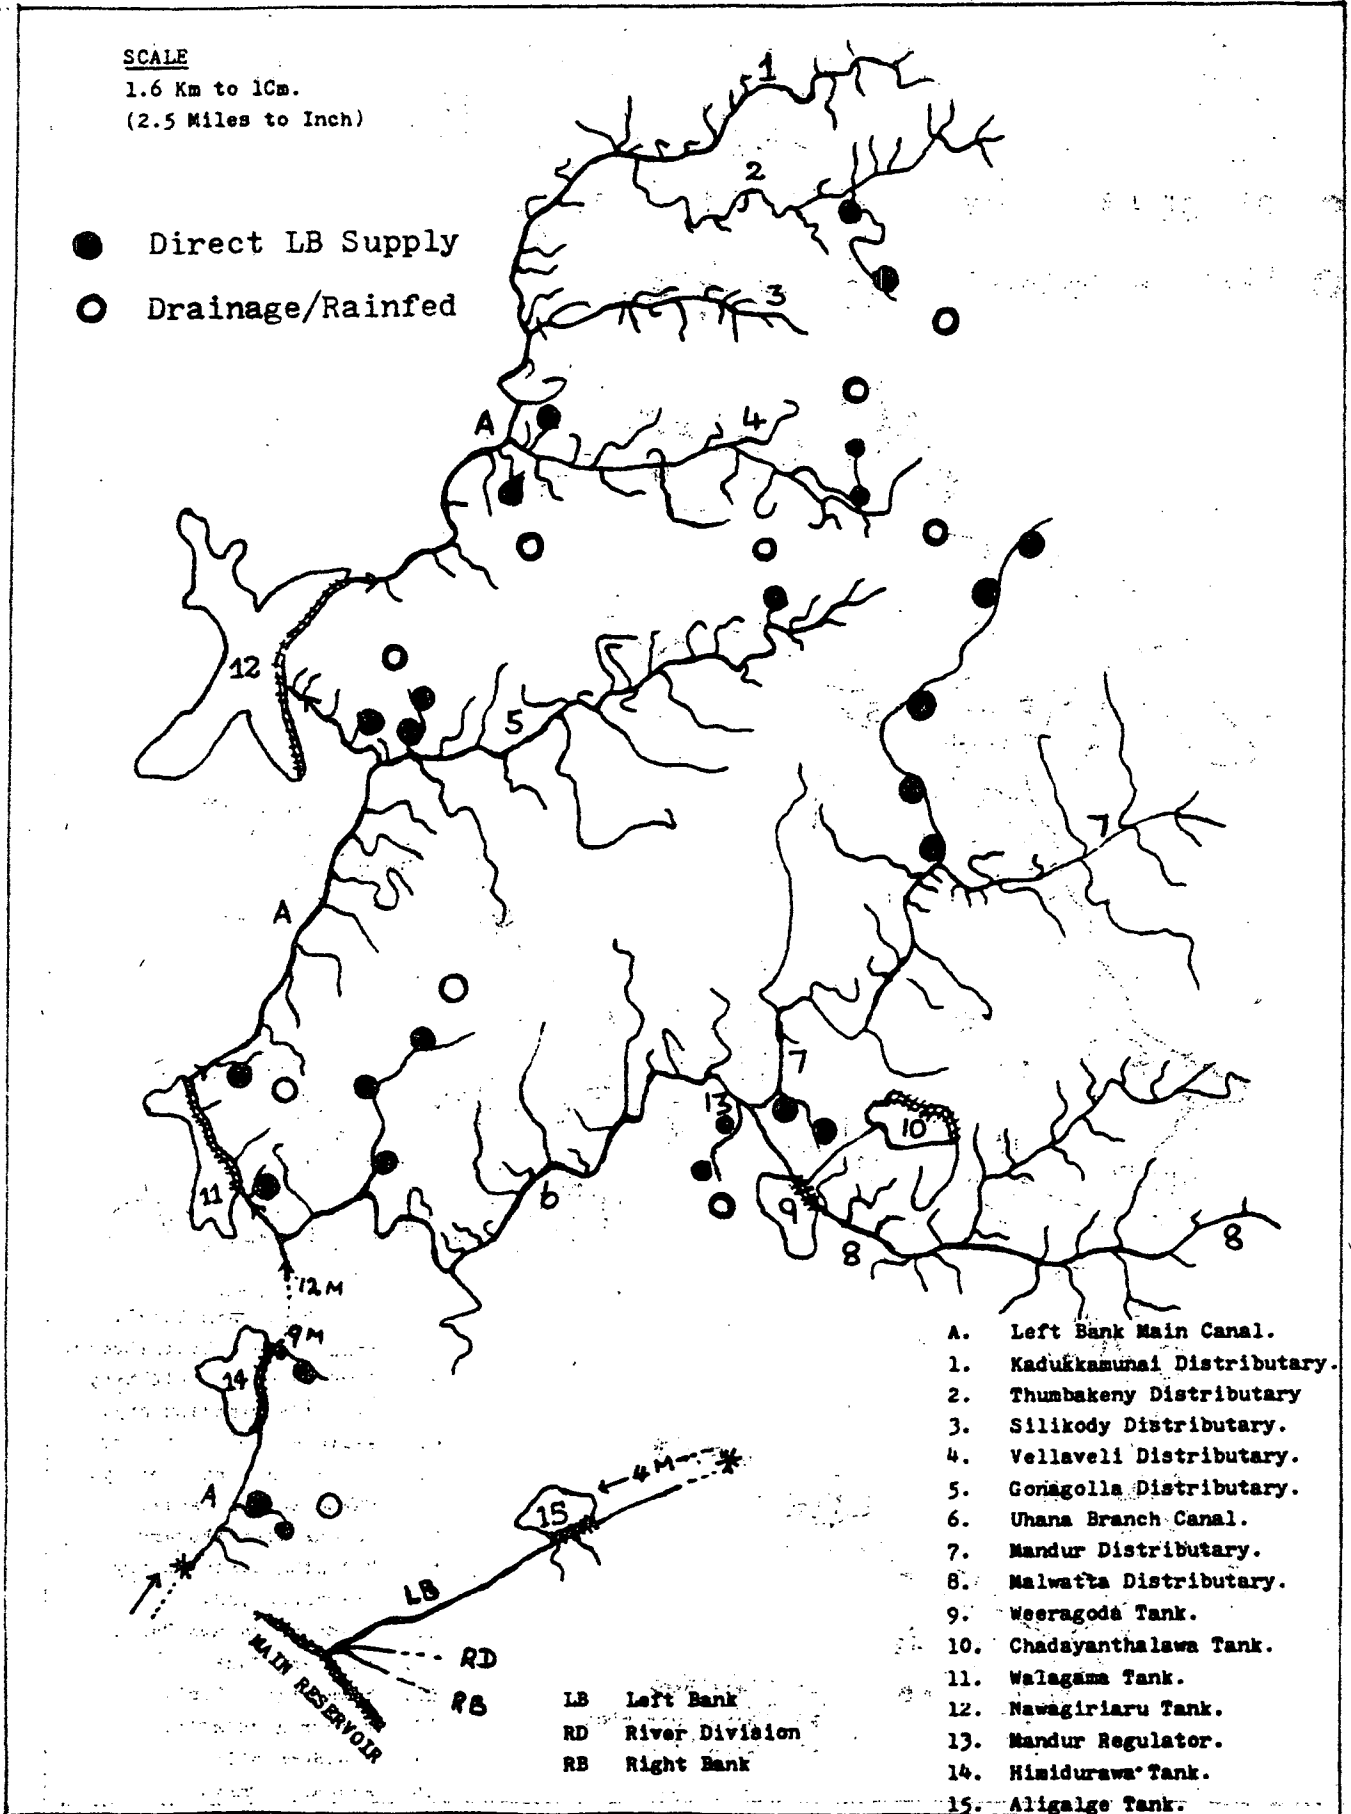 SCALE
1.6 Km to 1Cm.
(2.5 Miles to Inch)
Direct LB Supply
Drainage/Rainfed
1
2
3
4
A
12
5
7
A
7
13
10
11
6
9
8
8
12M
9M
14
A
4M
15
LB
RD
RB
MAIN RESERVOIR
LB Left Bank
RD River Division
RB Right Bank
A. Left Bank Main Canal.
1. Kadukkamunai Distributary.
2. Thumbakeny Distributary
3. Silikody Distributary.
4. Vellaveli Distributary.
5. Gonagolla Distributary.
6. Uhana Branch Canal.
7. Mandur Distributary.
8. Malwatta Distributary.
9. Weeragoda Tank.
10. Chadayanthalawa Tank.
11. Walagama Tank.
12. Nawagiriaru Tank.
13. Mandur Regulator.
14. Himidurawa Tank.
15. Aligalge Tank.